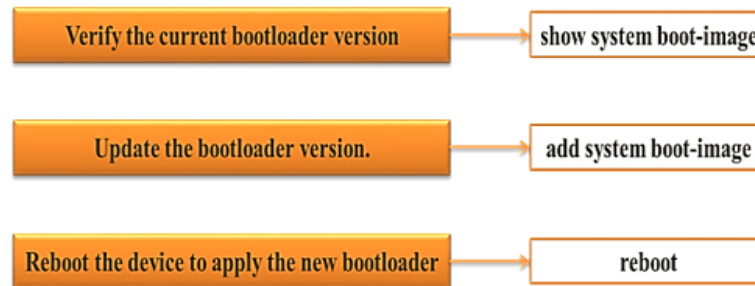 Verify the current bootloader version
show system boot-image
Update the bootloader version.
add system boot-image
Reboot the device to apply the new bootloader
reboot